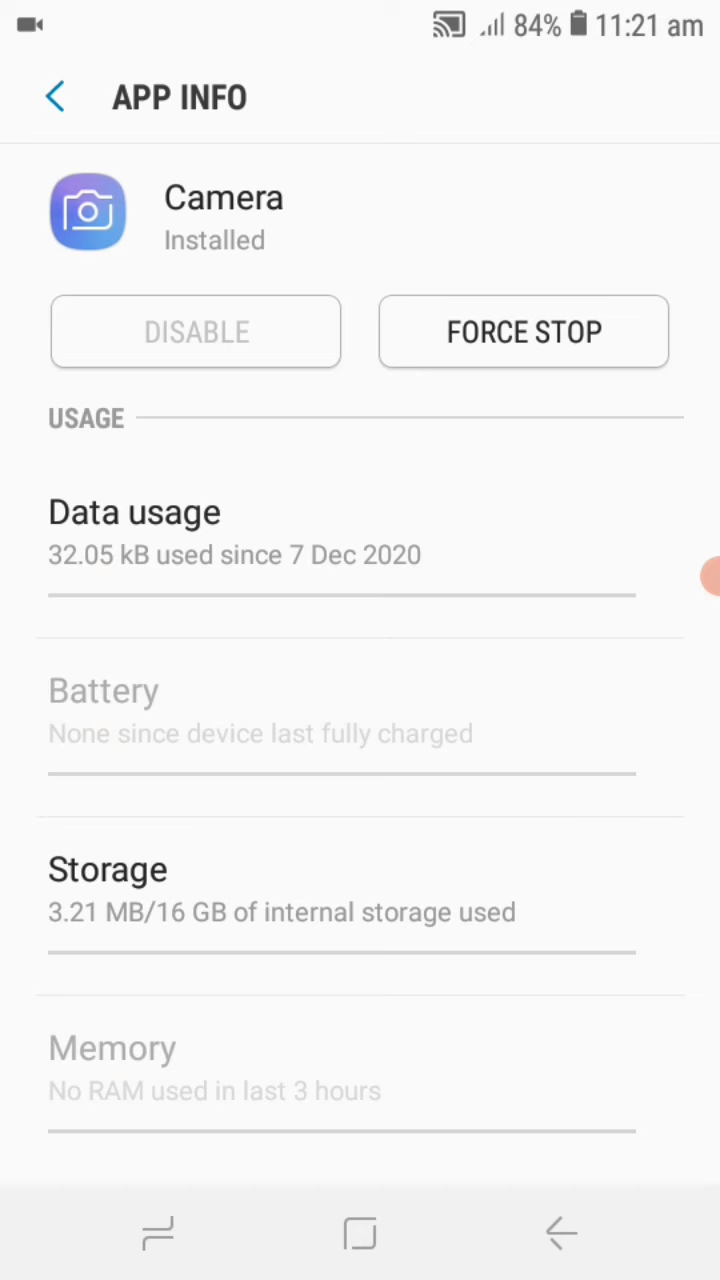 84% 11:21 am
APP INFO
Camera
Installed
DISABLE
FORCE STOP
USAGE
Data usage
32.05 kB used since 7 Dec 2020
Battery
None since device last fully charged
Storage
3.21 MB/16 GB of internal storage used
Memory
No RAM used in last 3 hours